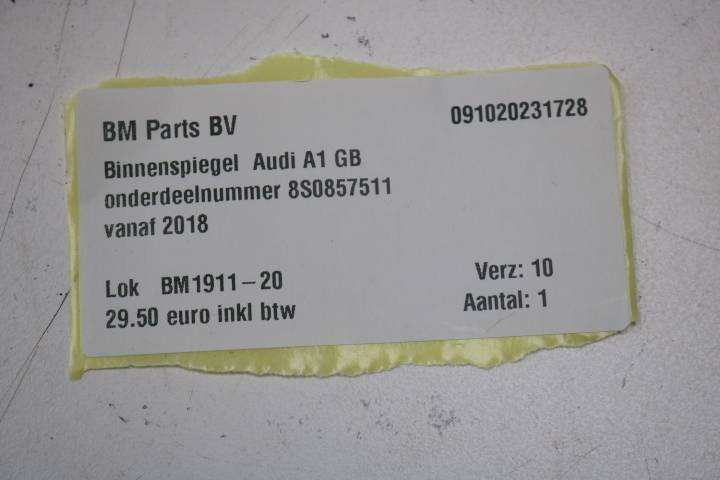 BM Parts BV 091020231728
Binnenspiegel Audi A1 GB
onderdeelnummer 8S0857511
vanaf 2018
Lok BM1911-20 Verz: 10
29.50 euro inkl btw Aantal: 1